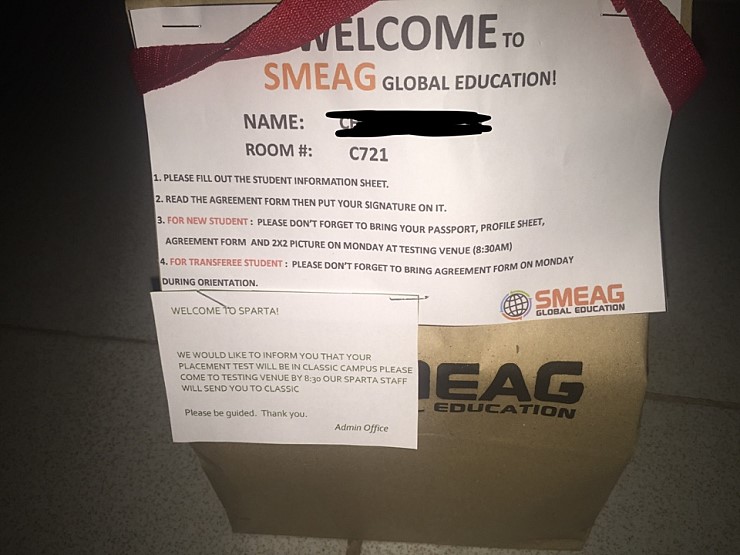 WELCOME TO
SMEAG GLOBAL EDUCATION!
NAME:
ROOM #: C721
1. PLEASE FILL OUT THE STUDENT INFORMATION SHEET.
2. READ THE AGREEMENT FORM THEN PUT YOUR SIGNATURE ON IT.
3. FOR NEW STUDENT : PLEASE DON'T FORGET TO BRING YOUR PASSPORT, PROFILE SHEET,
AGREEMENT FORM AND 2X2 PICTURE ON MONDAY AT TESTING VENUE (8:30AM)
4. FOR TRANSFEREE STUDENT : PLEASE DON'T FORGET TO BRING AGREEMENT FORM ON MONDAY
DURING ORIENTATION.
SMEAG
GLOBAL EDUCATION
WELCOME TO SPARTA!
WE WOULD LIKE TO INFORM YOU THAT YOUR
PLACEMENT TEST WILL BE IN CLASSIC CAMPUS PLEASE
COME TO TESTING VENUE BY 8:30 OUR SPARTA STAFF
WILL SEND YOU TO CLASSIC
Please be guided. Thank you.
Admin Office
EAG
EDUCATION